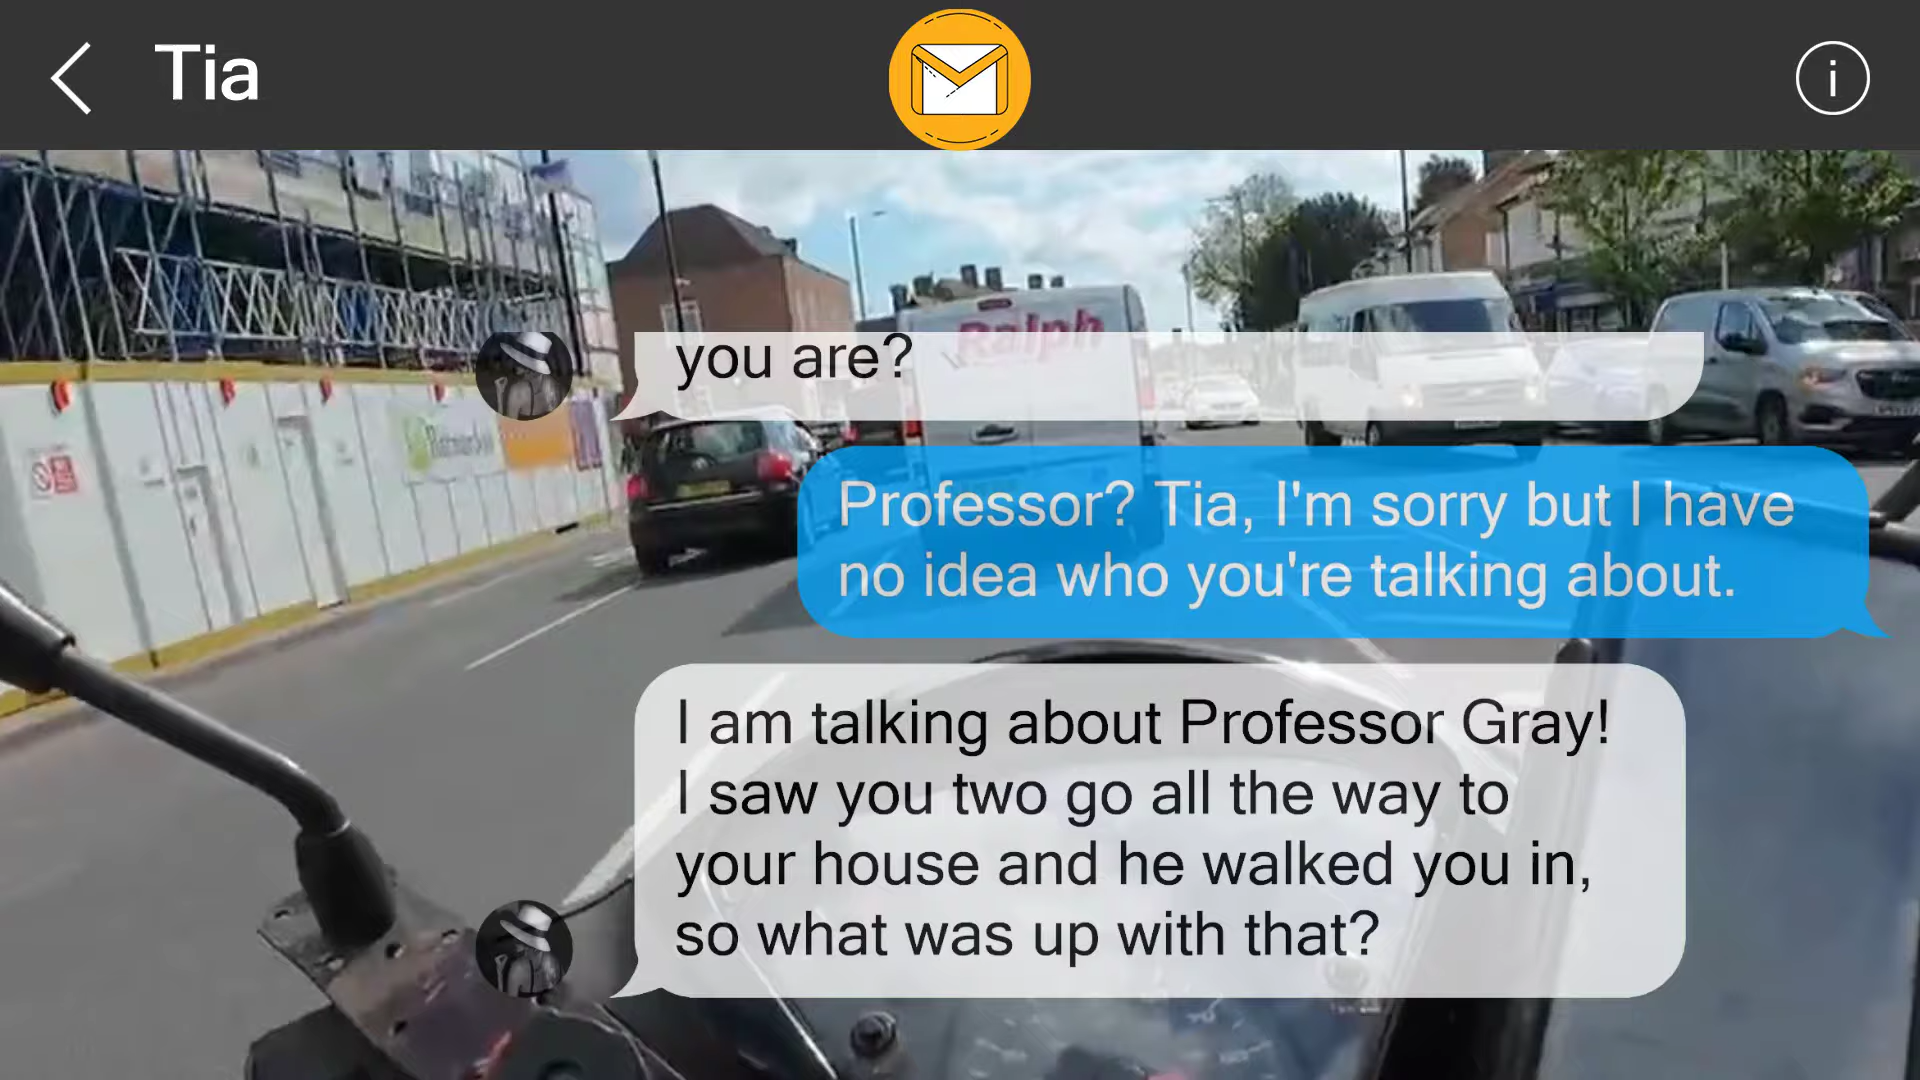 Tia
i
Ralph
you are?
Professor? Tia, I'm sorry but I have
no idea who you're talking about.
I am talking about Professor Gray!
I saw you two go all the way to
your house and he walked you in,
so what was up with that?